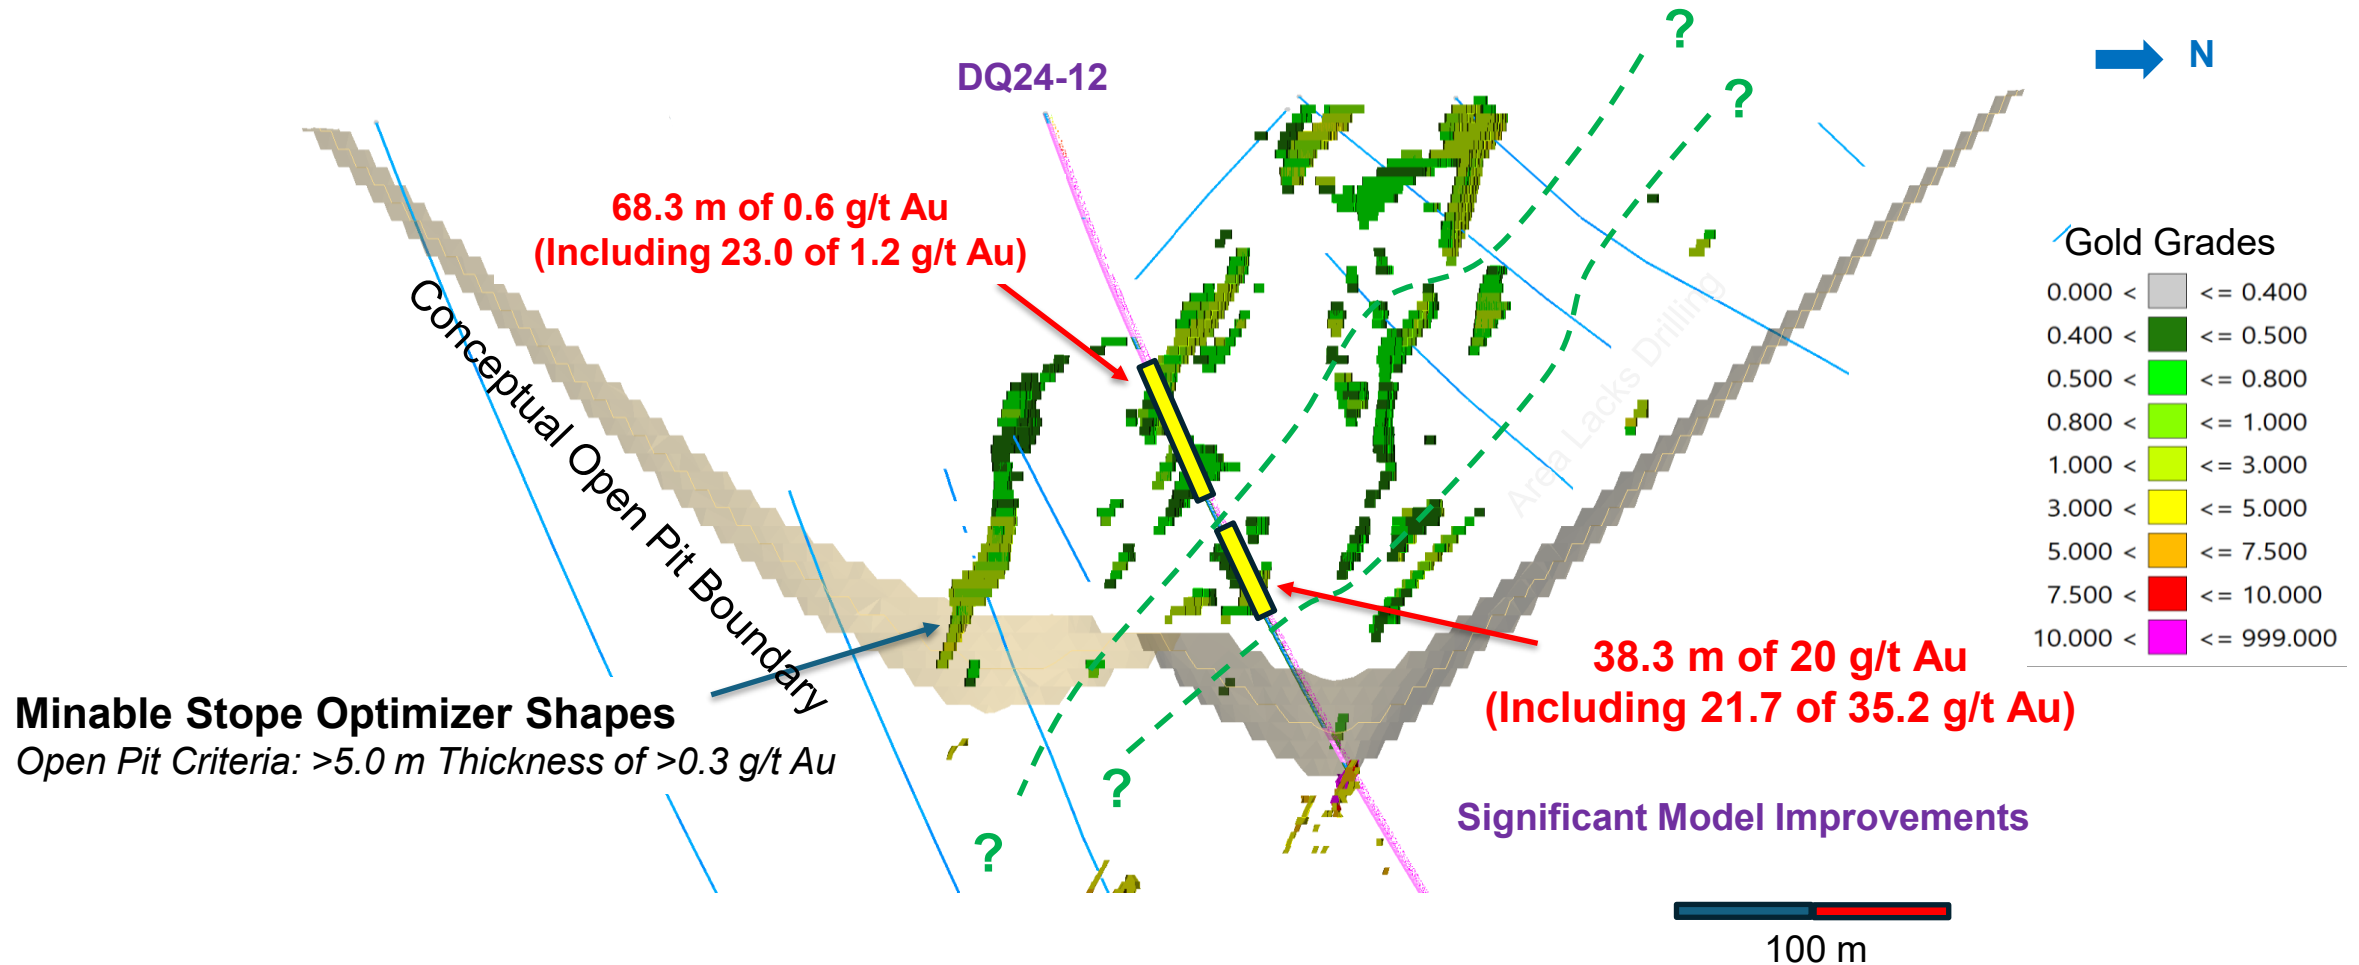 ?
N
DQ24-12
?
68.3 m of 0.6 g/t Au
(Including 23.0 of 1.2 g/t Au)
Conceptual Open Pit Boundary
Area Lacks Drilling
Gold Grades
0.000 < <= 0.400
0.400 < <= 0.500
0.500 < <= 0.800
0.800 < <= 1.000
1.000 < <= 3.000
3.000 < <= 5.000
5.000 < <= 7.500
7.500 < <= 10.000
10.000 < <= 999.000
38.3 m of 20 g/t Au
(Including 21.7 of 35.2 g/t Au)
Minable Stope Optimizer Shapes
Open Pit Criteria: >5.0 m Thickness of >0.3 g/t Au
?
Significant Model Improvements
?
100 m